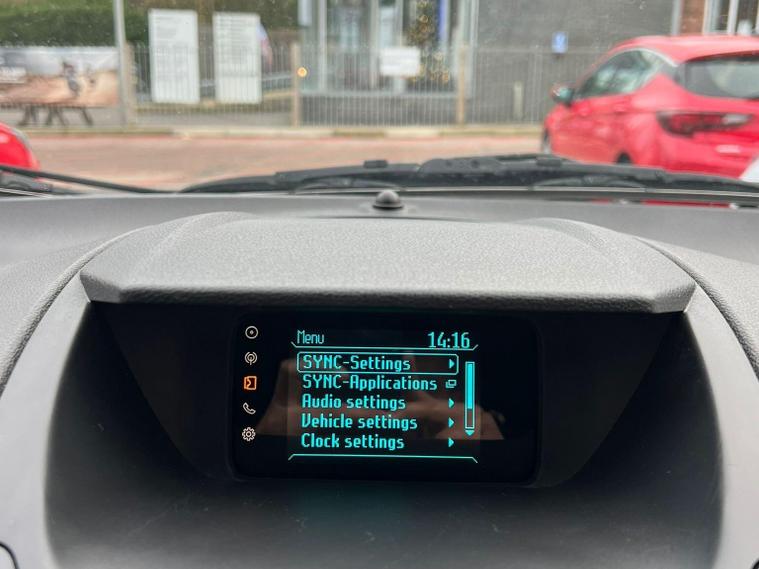 Menu 14:16
SYNC-Settings
SYNC-Applications
Audio settings
Vehicle settings
Clock settings